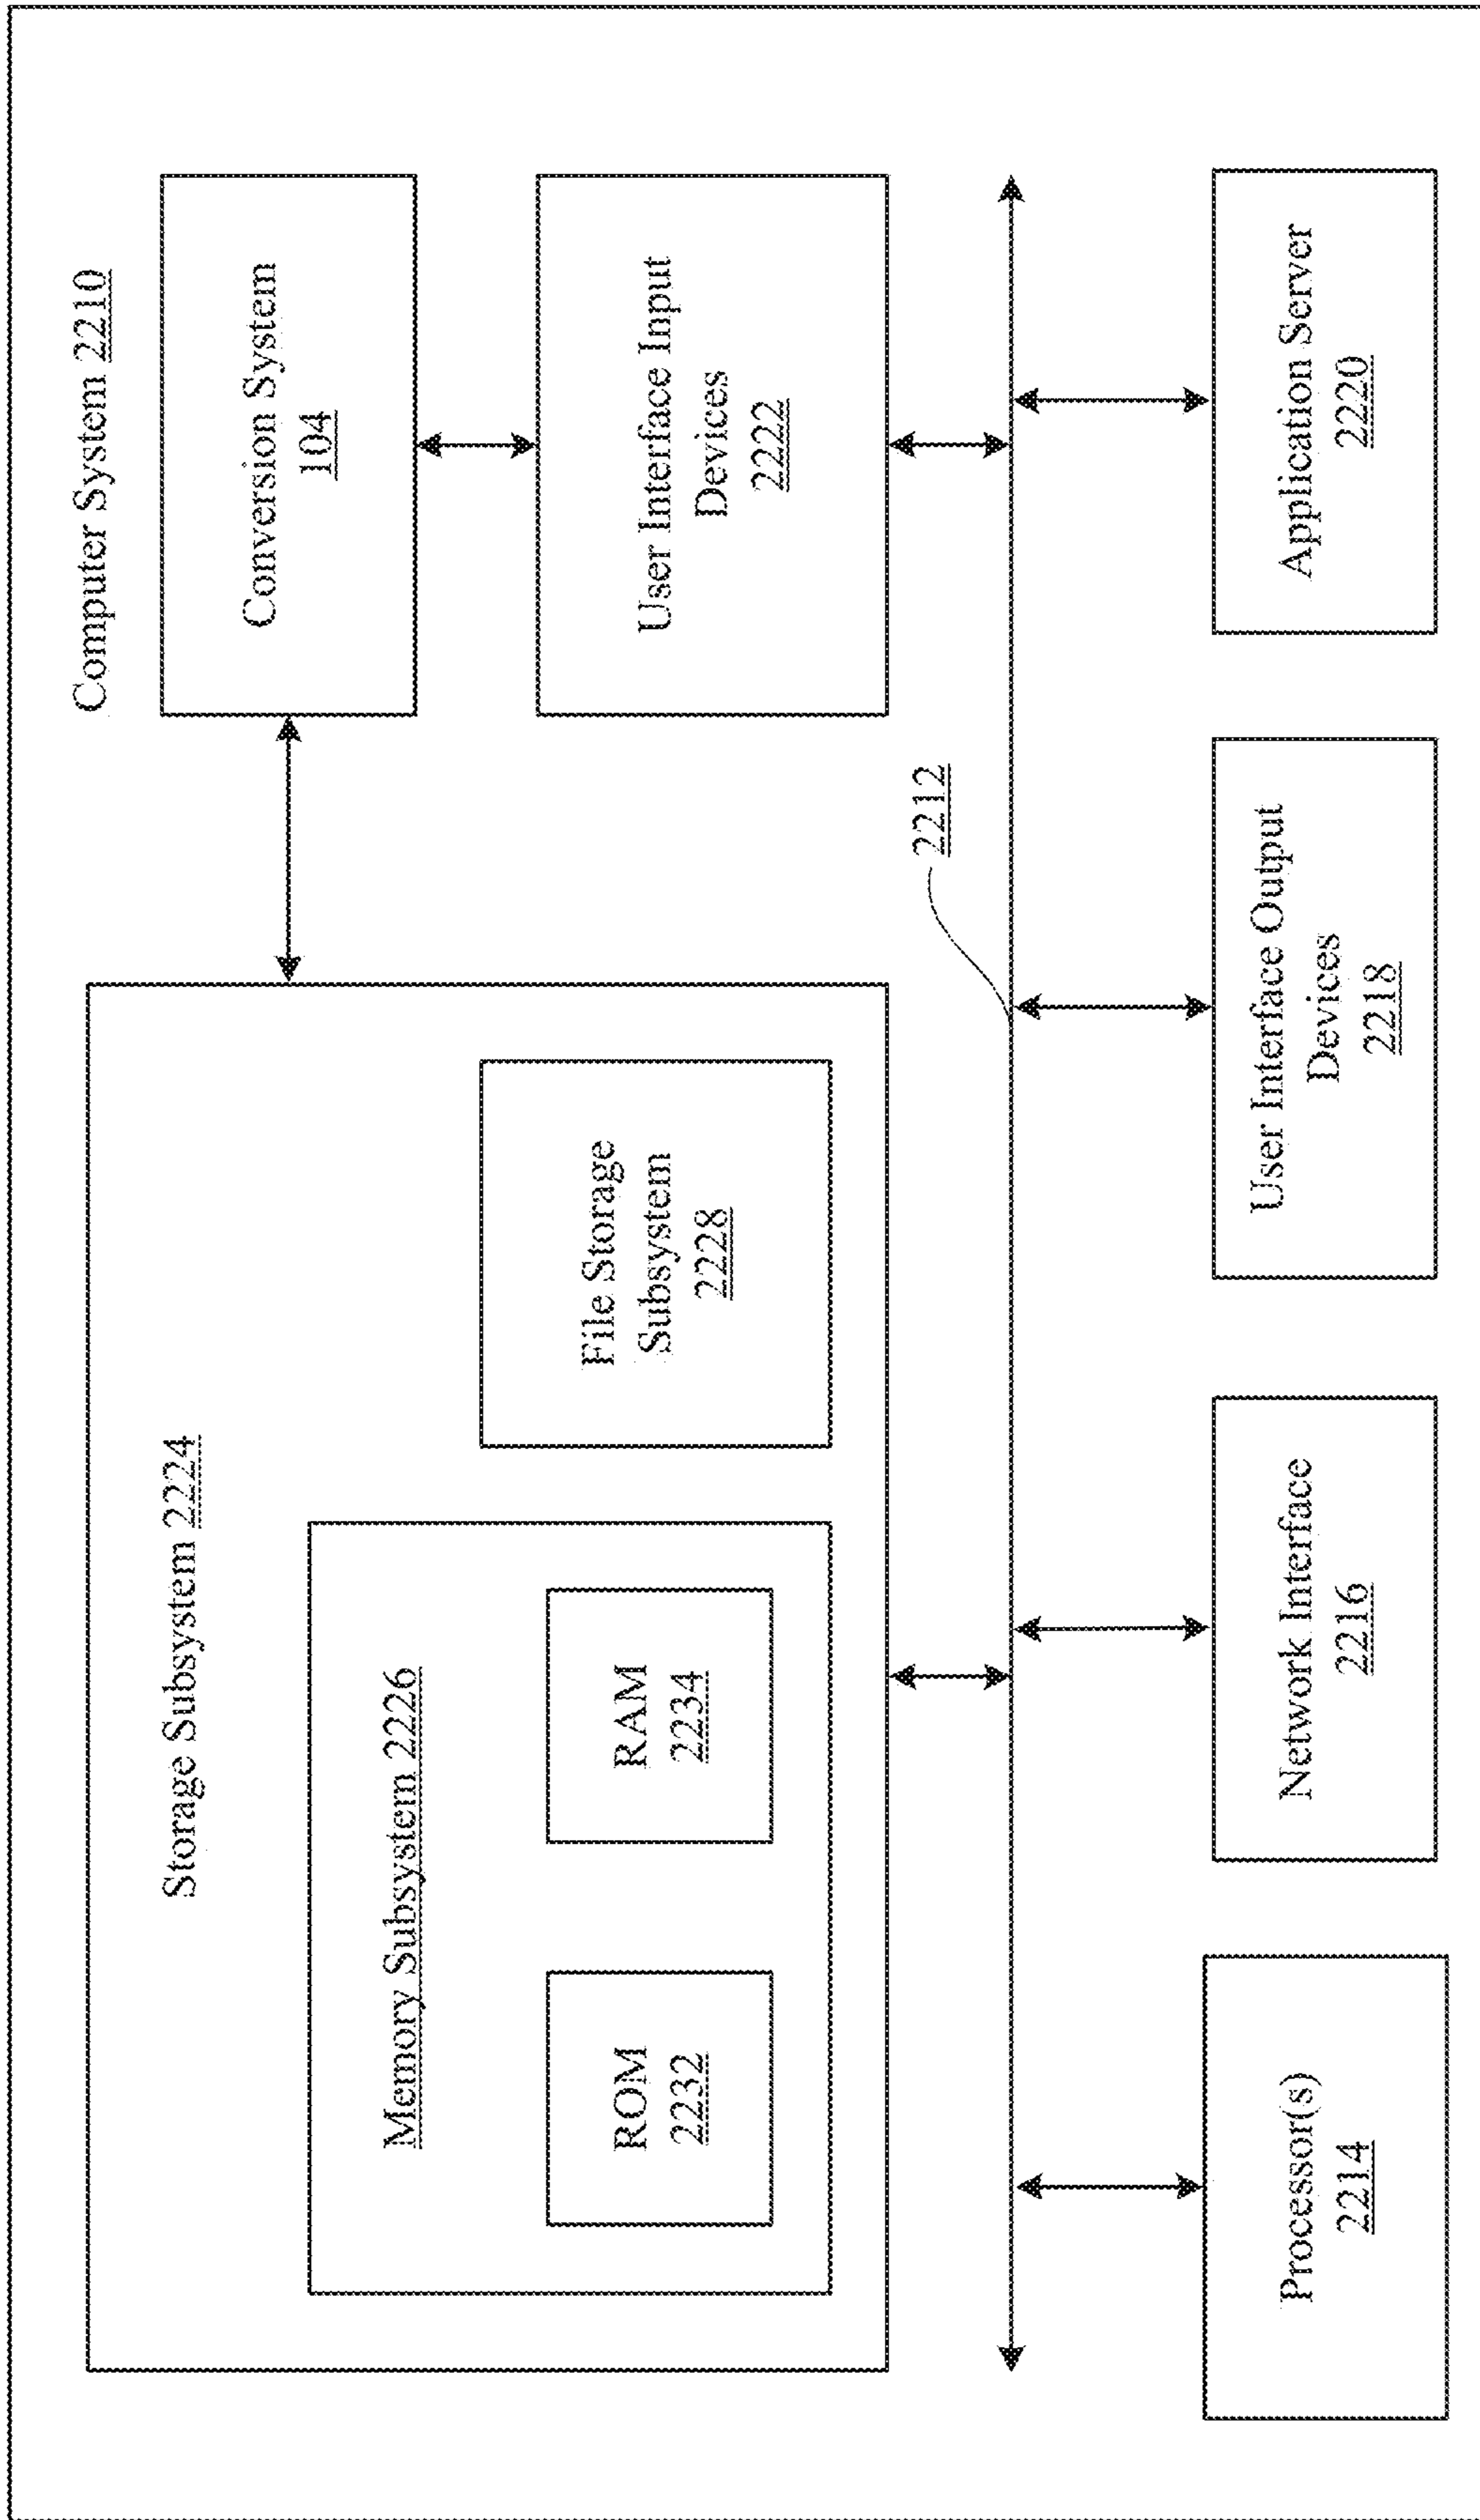 Computer System 2210
Storage Subsystem 2224
Memory Subsystem 2226
ROM
2232
RAM
2234
File Storage
Subsystem
2228
Conversion System
104
User Interface Input
Devices
2222
2212
Processor(s)
2214
Network Interface
2216
User Interface Output
Devices
2218
Application Server
2220